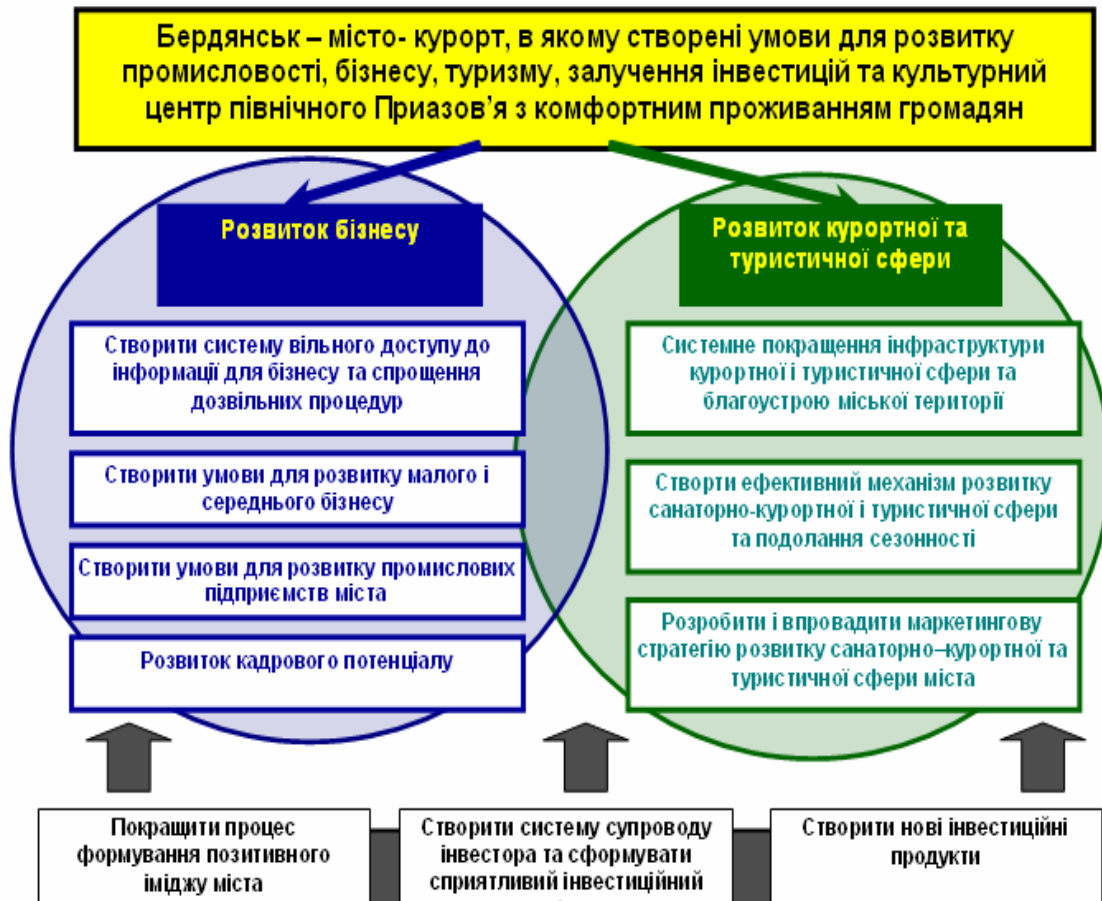 Бердянськ – місто- курорт, в якому створені умови для розвитку
промисловості, бізнесу, туризму, залучення інвестицій та культурний
центр північного Приазов’я з комфортним проживанням громадян
Розвиток бізнесу
Створити систему вільного доступу до
інформації для бізнесу та спрощення
дозвільних процедур
Створити умови для розвитку малого і
середнього бізнесу
Створити умови для розвитку промислових
підприємств міста
Розвиток кадрового потенціалу
Розвиток курортної та
туристичної сфери
Системне покращення інфраструктури
курортної і туристичної сфери та
благоустрою міської території
Створти ефективний механізм розвитку
санаторно-курортної і туристичної сфери
та подолання сезонності
Розробити і впровадити маркетингову
стратегію розвитку санаторно–курортної та
туристичної сфери міста
Покращити процес
формування позитивного
іміджу міста
Створити систему супроводу
інвестора та сформувати
сприятливий інвестиційний
Створити нові інвестиційні
продукти